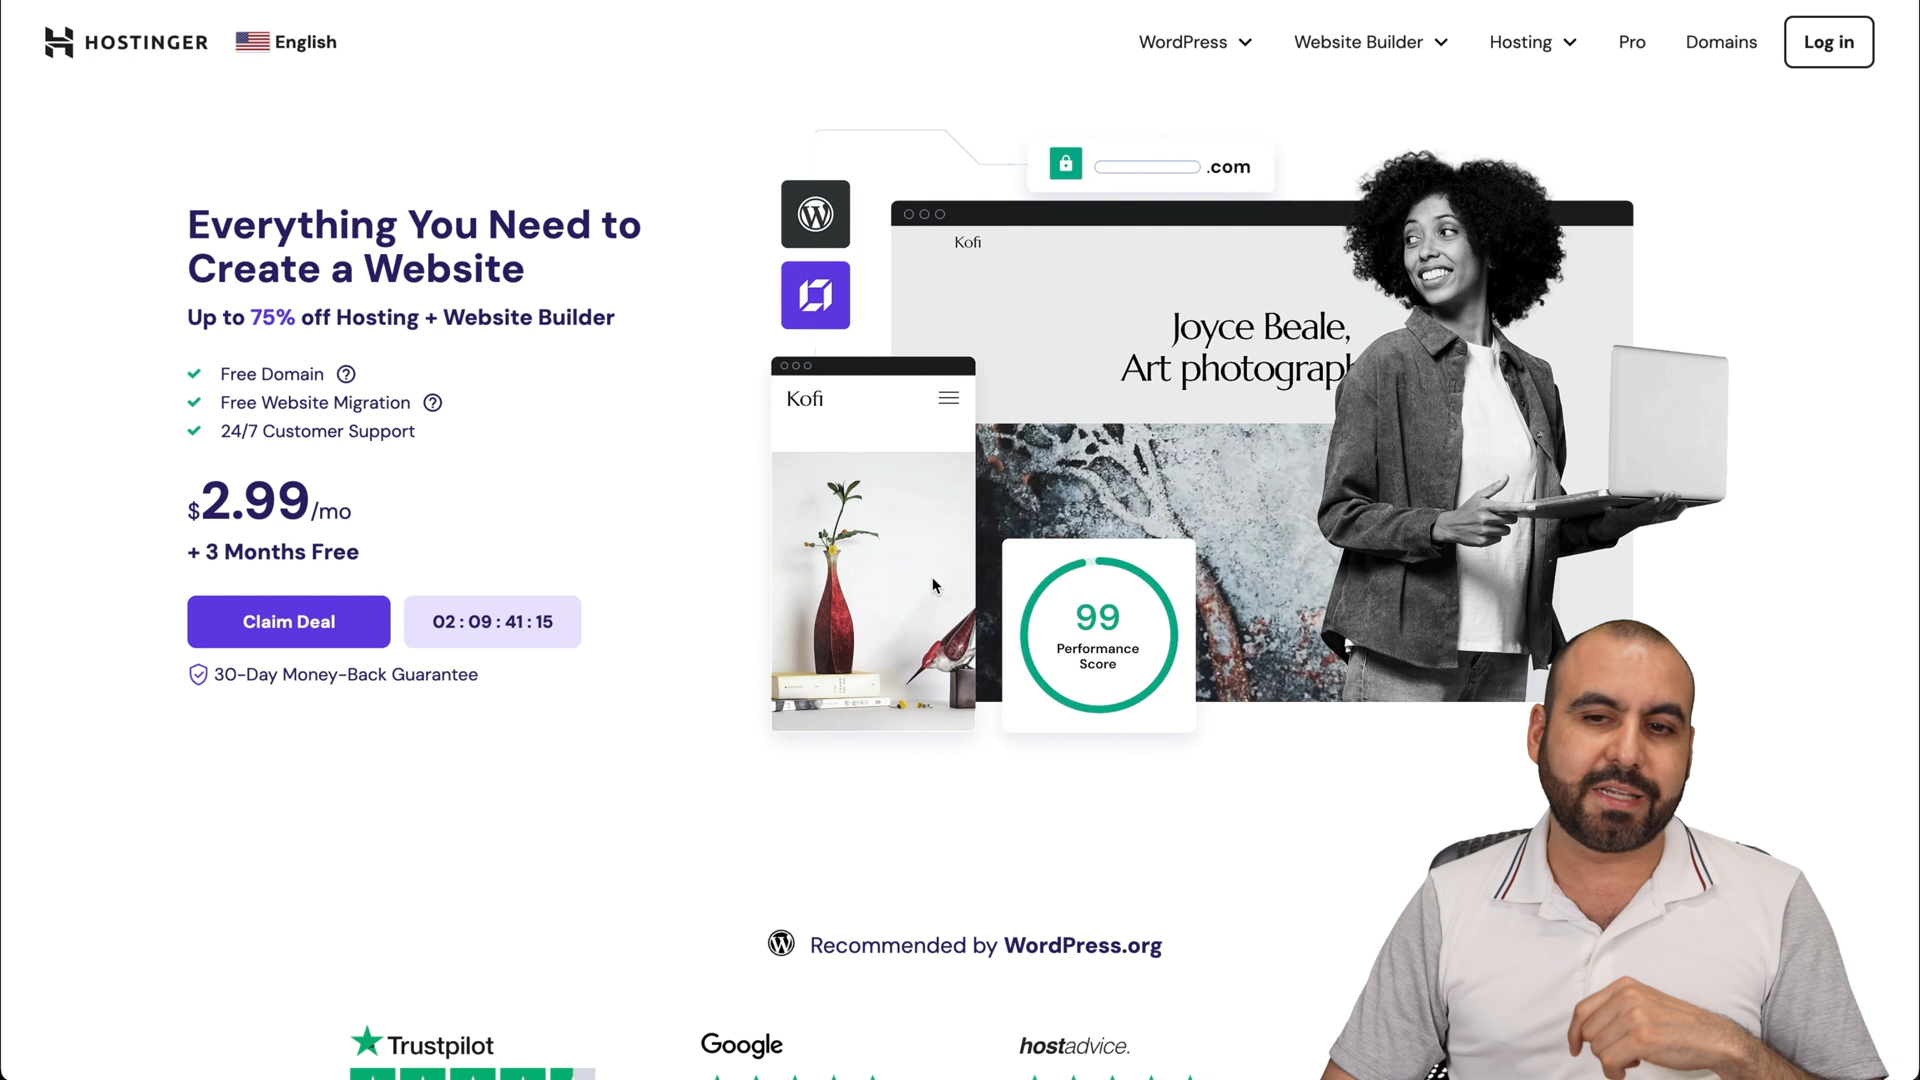 HOSTINGER
English
WordPress
Website Builder
Hosting
Pro
Domains
Log in
Everything You Need to
Create a Website
Up to 75% off Hosting + Website Builder
Free Domain
Free Website Migration
24/7 Customer Support
$2.99/mo
+ 3 Months Free
Claim Deal
02 : 09 : 41 : 15
30-Day Money-Back Guarantee
.com
Kofi
Joyce Beale,
Art photograph
Kofi
99
Performance
Score
Recommended by WordPress.org
Trustpilot
Google
hostadvice.